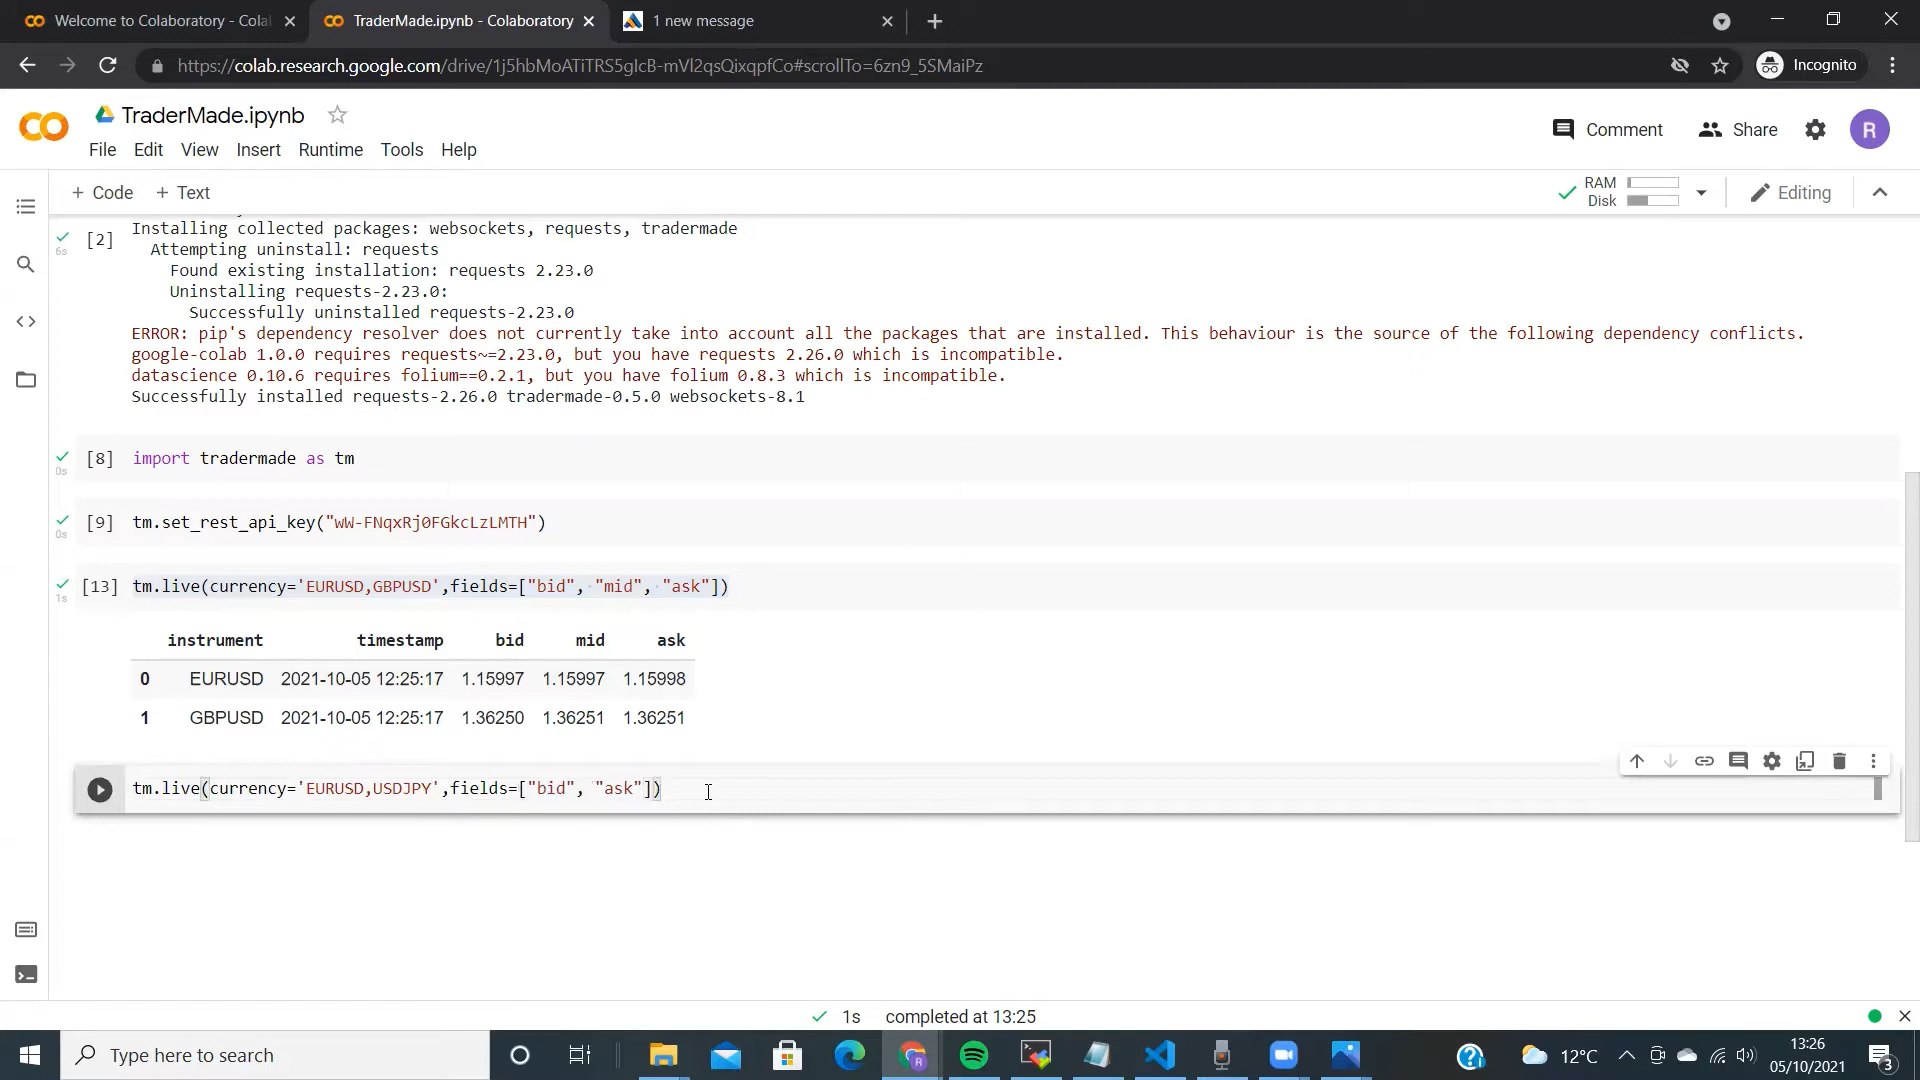 Welcome to Colaboratory - Cola
TraderMade.ipynb - Colaboratory
1 new message
https://colab.research.google.com/drive/1j5hbMoATiTRS5gIcB-mVl2qsQixqpfCo#scrollTo=6zn9_5SMaiPz
Incognito
TraderMade.ipynb
Comment
Share
R
File Edit View Insert Runtime Tools Help
+ Code + Text
RAM
Disk
Editing
[2]
6s
Installing collected packages: websockets, requests, tradermade
Attempting uninstall: requests
Found existing installation: requests 2.23.0
Uninstalling requests-2.23.0:
Successfully uninstalled requests-2.23.0
ERROR: pip's dependency resolver does not currently take into account all the packages that are installed. This behaviour is the source of the following dependency conflicts.
google-colab 1.0.0 requires requests~=2.23.0, but you have requests 2.26.0 which is incompatible.
datascience 0.10.6 requires folium==0.2.1, but you have folium 0.8.3 which is incompatible.
Successfully installed requests-2.26.0 tradermade-0.5.0 websockets-8.1
[8] import tradermade as tm
0s
[9] tm.set_rest_api_key("wW-FNqxRj0FGkcLzLMTH")
0s
[13] tm.live(currency='EURUSD,GBPUSD',fields=["bid", "mid", "ask"])
1s
instrument timestamp bid mid ask
0 EURUSD 2021-10-05 12:25:17 1.15997 1.15997 1.15998
1 GBPUSD 2021-10-05 12:25:17 1.36250 1.36251 1.36251
tm.live(currency='EURUSD,USDJPY',fields=["bid", "ask"])
1s completed at 13:25
Type here to search
12°C
13:26
05/10/2021
3